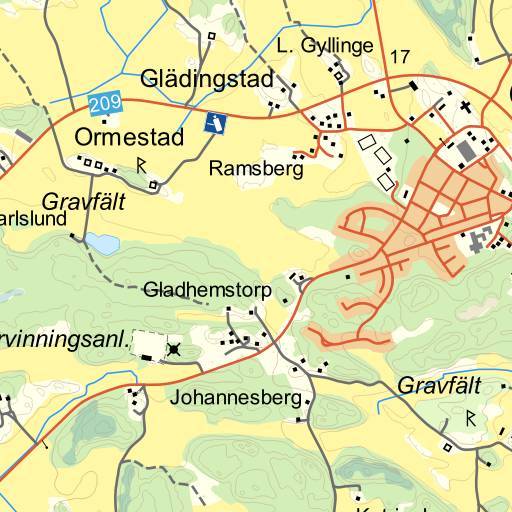 L. Gyllinge
17
Glädingstad
209
Ormestad
Ramsberg
Gravfält
arlslund
Gladhemstorp
rvinningsanl.
Gravfält
Johannesberg